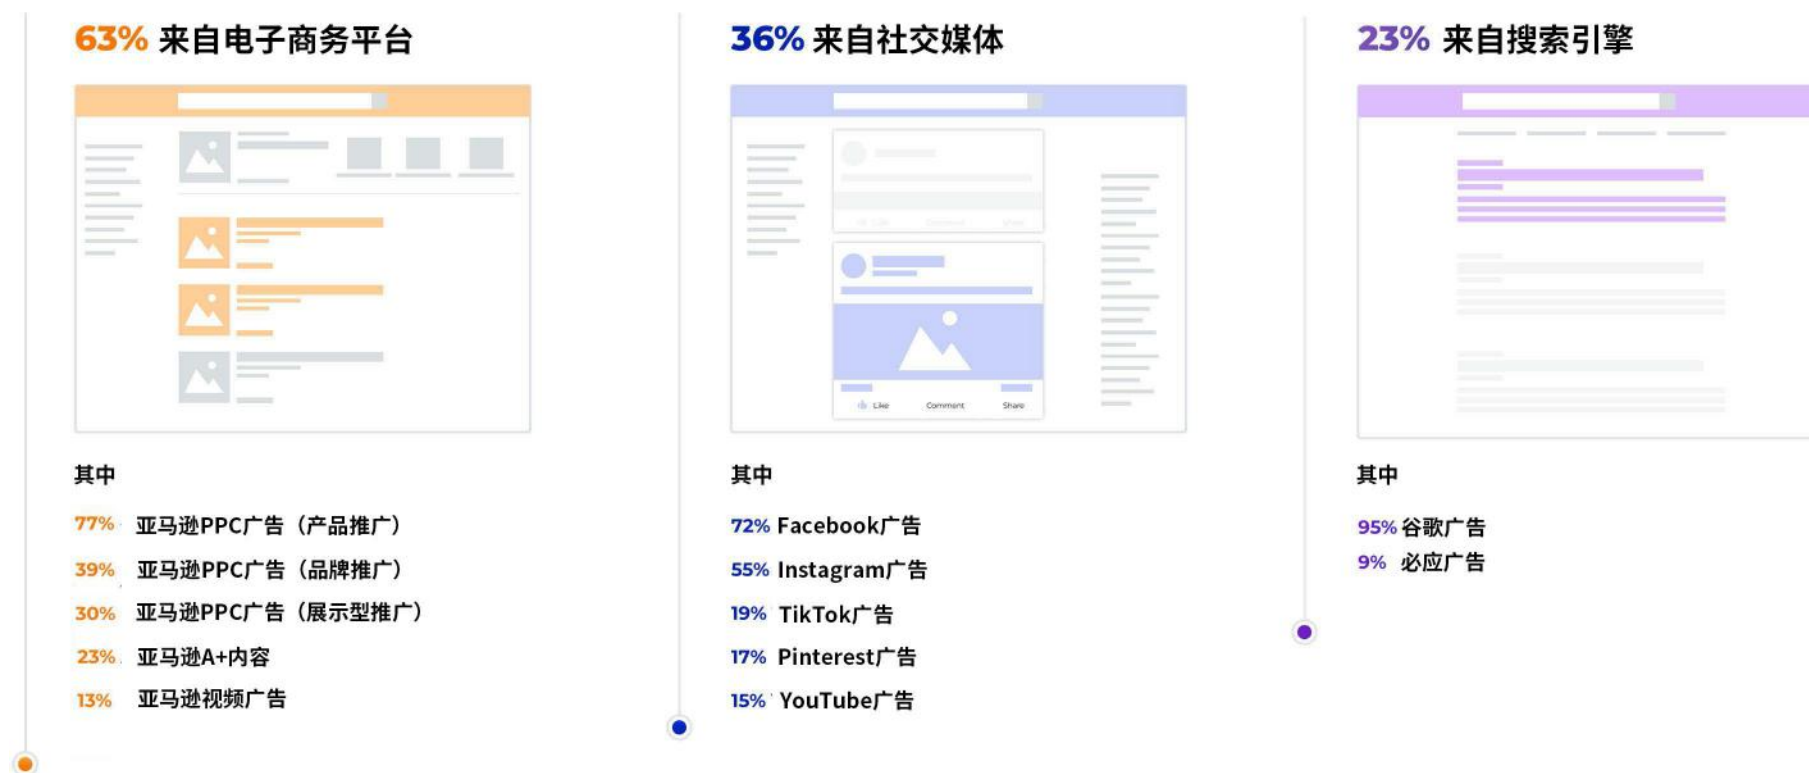 63% 来自电子商务平台
其中
77% 亚马逊PPC广告（产品推广）
39% 亚马逊PPC广告（品牌推广）
30% 亚马逊PPC广告（展示型推广）
23% 亚马逊A+内容
13% 亚马逊视频广告
36% 来自社交媒体
Like Comment Share
Like Comment Share
其中
72% Facebook广告
55% Instagram广告
19% TikTok广告
17% Pinterest广告
15% YouTube广告
23% 来自搜索引擎
其中
95% 谷歌广告
9% 必应广告